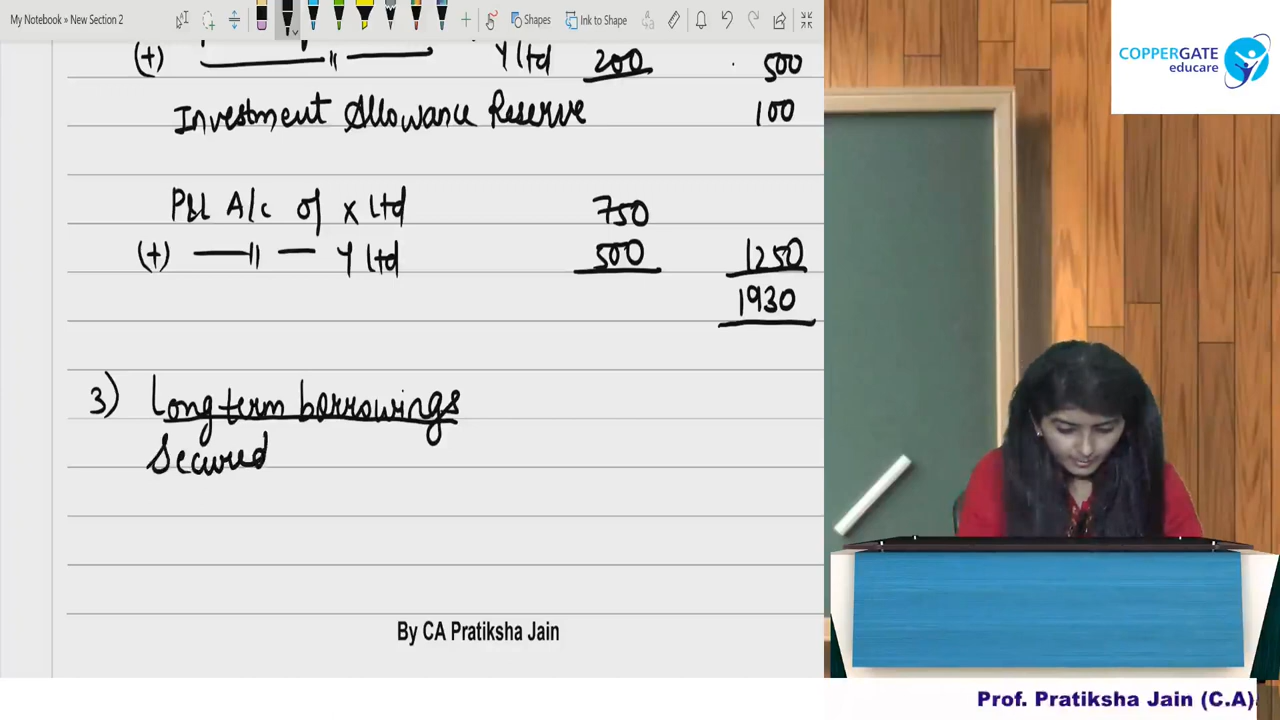 My Notebook » New Section 2
Shapes
Ink to Shape
COPPERGATE
educare
(+) —〃— Y Ltd 200 500
Investment Allowance Reserve 100
P&L A/c of X Ltd 750
(+) —〃— Y Ltd 500 1250
1930
3) Long term borrowings
Secured
By CA Pratiksha Jain
Prof. Pratiksha Jain (C.A).